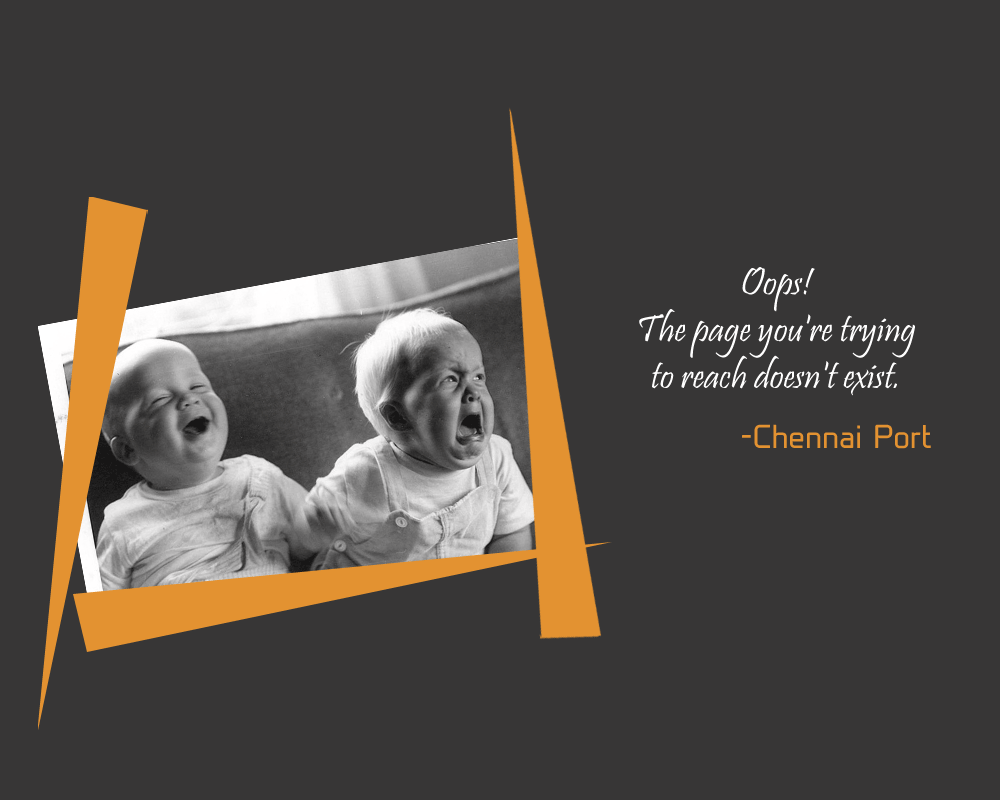 Oops!
The page you're trying
to reach doesn't exist.
-Chennai Port